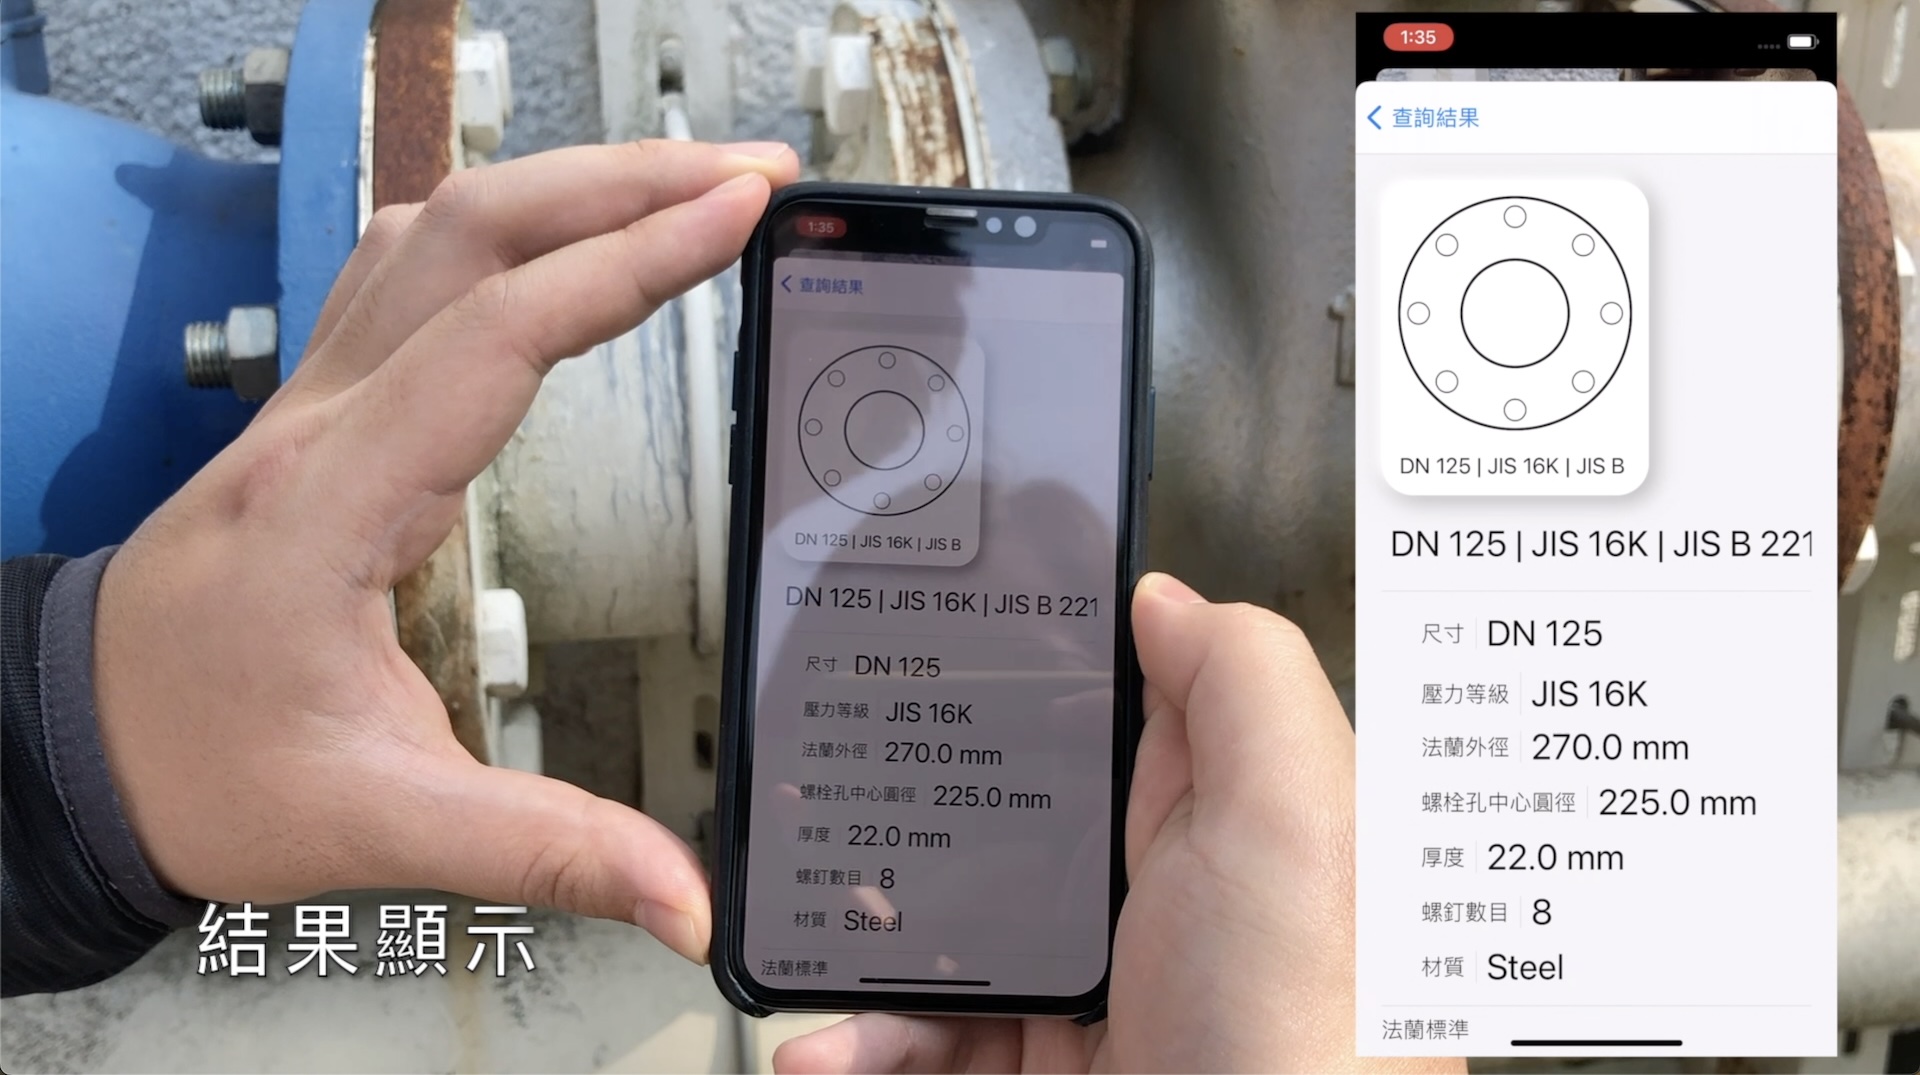 1:35
查詢結果
DN 125 | JIS 16K | JIS B
DN 125 | JIS 16K | JIS B 221
尺寸 DN 125
壓力等級 JIS 16K
法蘭外徑 270.0 mm
螺栓孔中心圓徑 225.0 mm
厚度 22.0 mm
螺釘數目 8
材質 Steel
法蘭標準
結果顯示
1:35
查詢結果
DN 125 | JIS 16K | JIS B
DN 125 | JIS 16K | JIS B 221
尺寸 DN 125
壓力等級 JIS 16K
法蘭外徑 270.0 mm
螺栓孔中心圓徑 225.0 mm
厚度 22.0 mm
螺釘數目 8
材質 Steel
法蘭標準